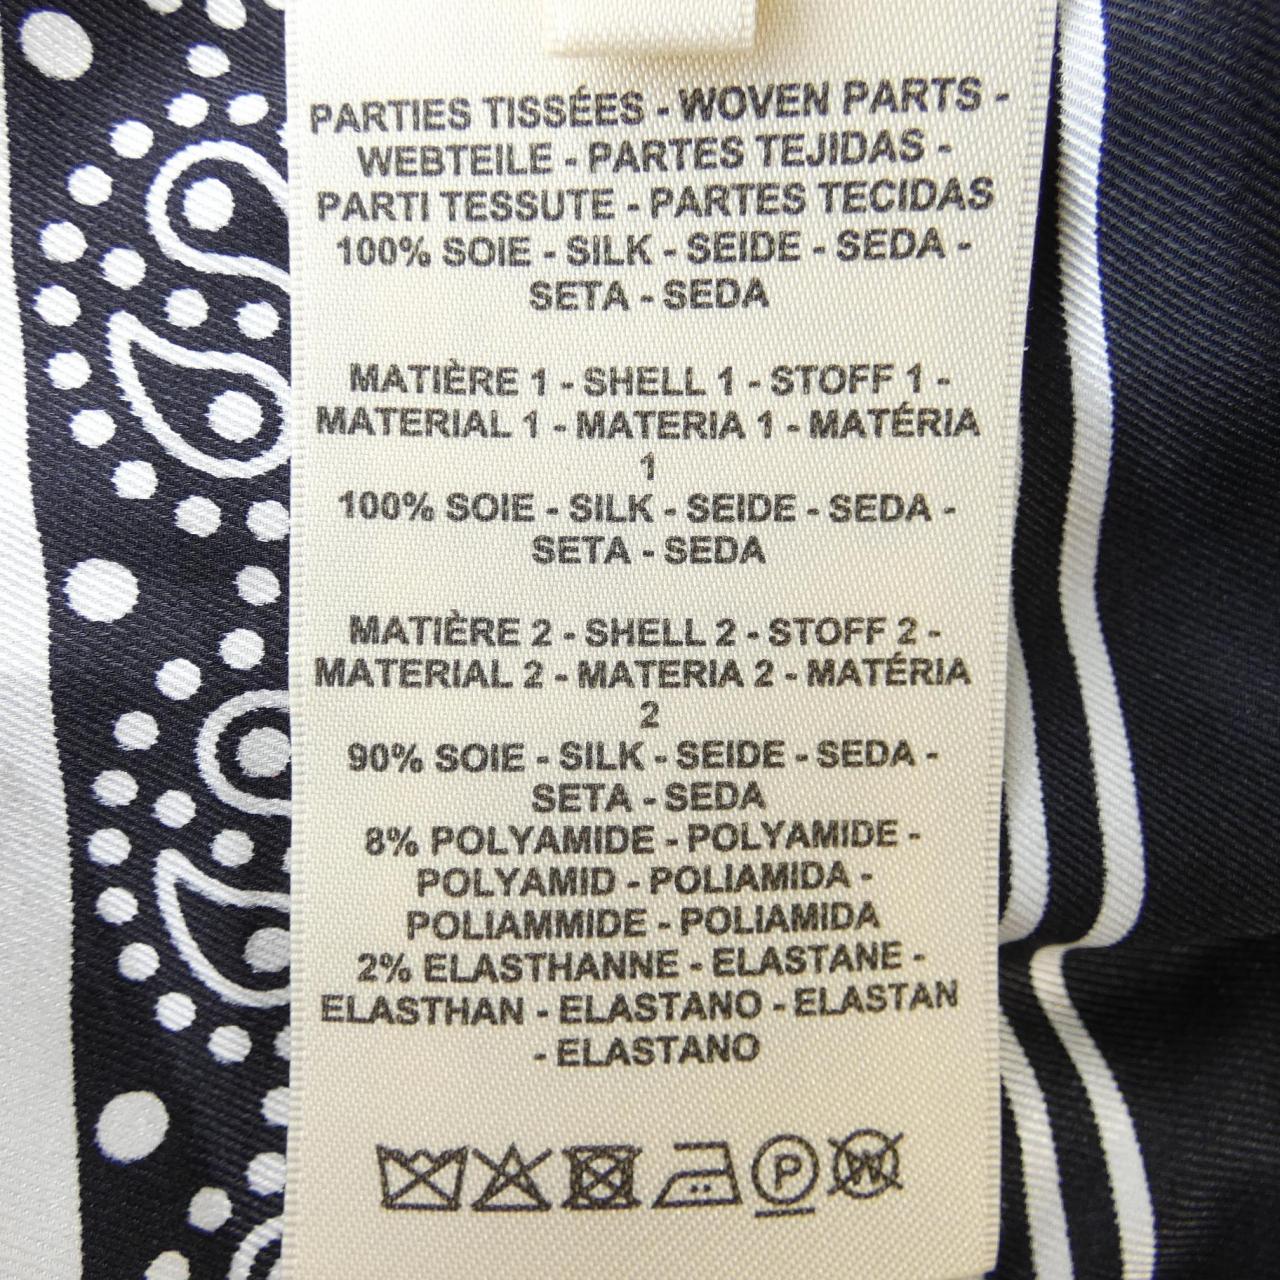 PARTIES TISSÉES - WOVEN PARTS -
WEBTEILE - PARTES TEJIDAS -
PARTI TESSUTE - PARTES TECIDAS
100% SOIE - SILK - SEIDE - SEDA -
SETA - SEDA
MATIÈRE 1 - SHELL 1 - STOFF 1 -
MATERIAL 1 - MATERIA 1 - MATÉRIA
1
100% SOIE - SILK - SEIDE - SEDA -
SETA - SEDA
MATIÈRE 2 - SHELL 2 - STOFF 2 -
MATERIAL 2 - MATERIA 2 - MATÉRIA
2
90% SOIE - SILK - SEIDE - SEDA -
SETA - SEDA
8% POLYAMIDE - POLYAMIDE -
POLYAMID - POLIAMIDA -
POLIAMMIDE - POLIAMIDA
2% ELASTHANNE - ELASTANE -
ELASTHAN - ELASTANO - ELASTAN
- ELASTANO
P W